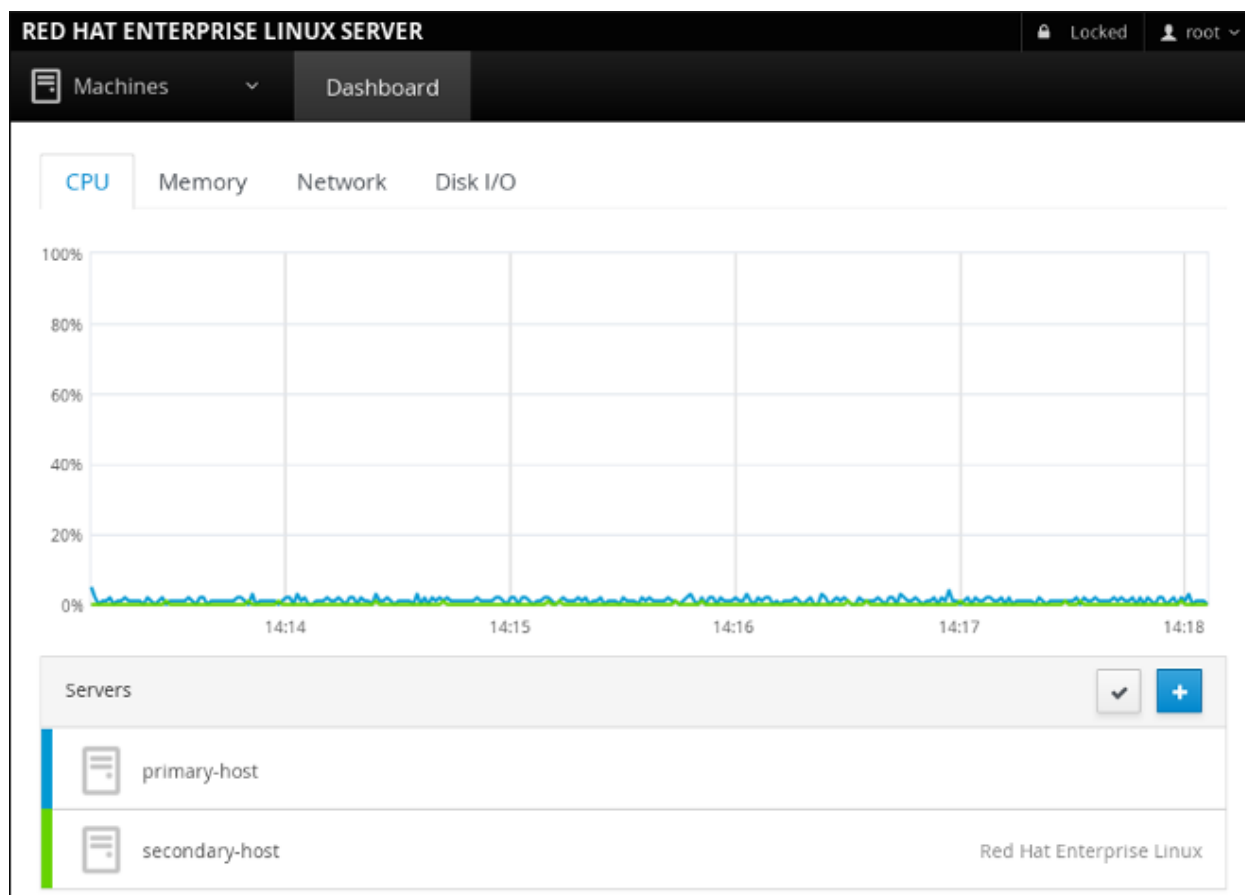 RED HAT ENTERPRISE LINUX SERVER Locked root
Machines Dashboard
CPU Memory Network Disk I/O
100%
80%
60%
40%
20%
0%
14:14 14:15 14:16 14:17 14:18
Servers
primary-host
secondary-host Red Hat Enterprise Linux